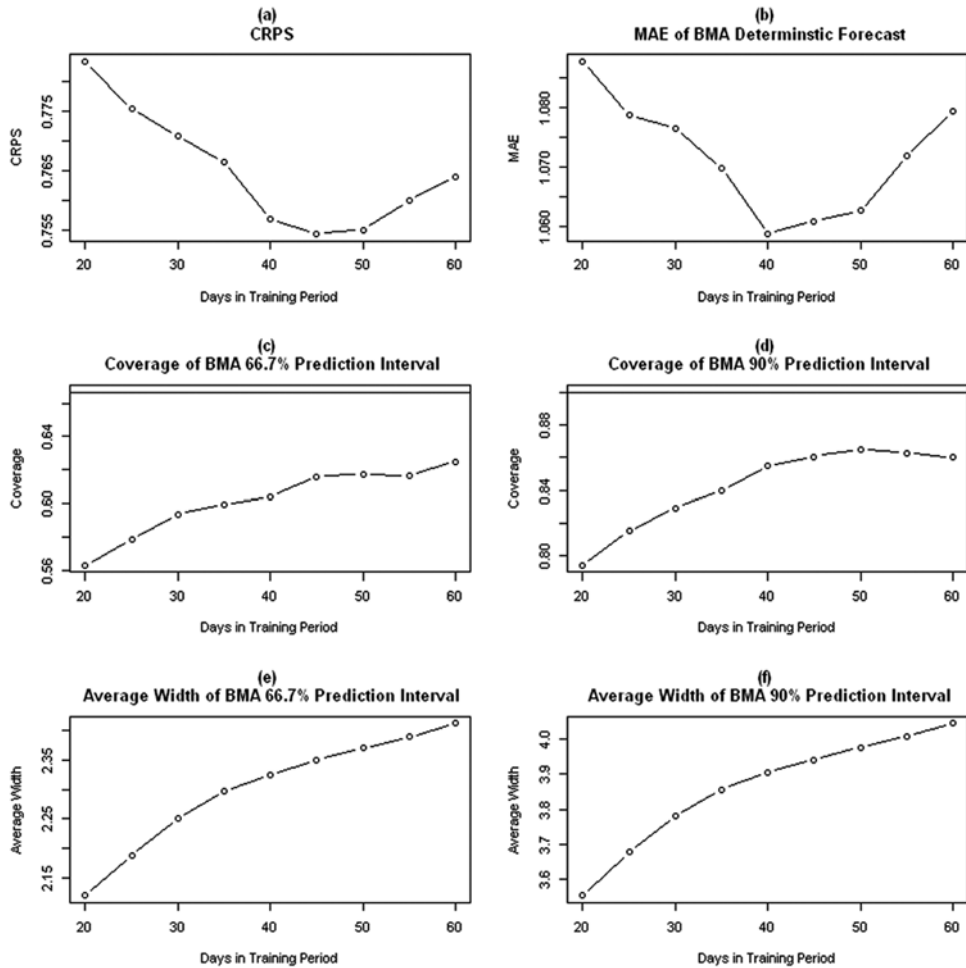 (a)
CRPS
CRPS
0.755 0.765 0.775
20 30 40 50 60
Days in Training Period
(b)
MAE of BMA Determinstic Forecast
MAE
1.060 1.070 1.080
20 30 40 50 60
Days in Training Period
(c)
Coverage of BMA 66.7% Prediction Interval
Coverage
0.56 0.60 0.64
20 30 40 50 60
Days in Training Period
(d)
Coverage of BMA 90% Prediction Interval
Coverage
0.80 0.84 0.88
20 30 40 50 60
Days in Training Period
(e)
Average Width of BMA 66.7% Prediction Interval
Average Width
2.15 2.25 2.35
20 30 40 50 60
Days in Training Period
(f)
Average Width of BMA 90% Prediction Interval
Average Width
3.6 3.7 3.8 3.9 4.0
20 30 40 50 60
Days in Training Period